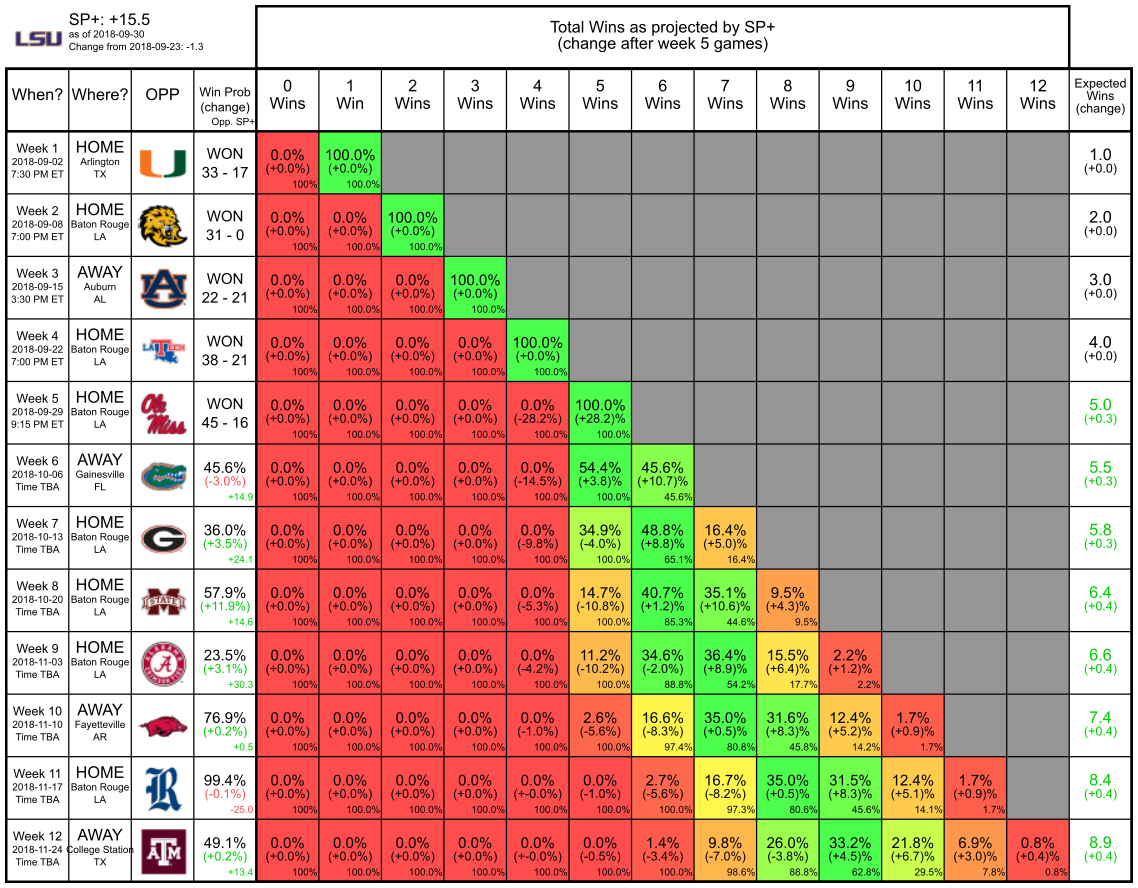 LSU
SP+: +15.5
as of 2018-09-30
Change from 2018-09-23: -1.3
Total Wins as projected by SP+
(change after week 5 games)
When? Where? OPP Win Prob (change) Opp. SP+ 0 Wins 1 Win 2 Wins 3 Wins 4 Wins 5 Wins 6 Wins 7 Wins 8 Wins 9 Wins 10 Wins 11 Wins 12 Wins Expected Wins (change)
Week 1 HOME WON 0.0% 100.0% 1.0
2018-09-02 Arlington 33 - 17 (+0.0%) (+0.0%) (+0.0)
7:30 PM ET TX 100% 100.0%
Week 2 HOME WON 0.0% 0.0% 100.0% 2.0
2018-09-08 Baton Rouge 31 - 0 (+0.0%) (+0.0%) (+0.0%) (+0.0)
7:00 PM ET LA 100% 100.0% 100.0%
Week 3 AWAY WON 0.0% 0.0% 0.0% 100.0% 3.0
2018-09-15 Auburn 22 - 21 (+0.0%) (+0.0%) (+0.0%) (+0.0%) (+0.0)
3:30 PM ET AL 100% 100.0% 100.0% 100.0%
Week 4 HOME WON 0.0% 0.0% 0.0% 0.0% 100.0% 4.0
2018-09-22 Baton Rouge 38 - 21 (+0.0%) (+0.0%) (+0.0%) (+0.0%) (+0.0%) (+0.0)
7:00 PM ET LA 100% 100.0% 100.0% 100.0% 100.0%
Week 5 HOME Ole Miss WON 0.0% 0.0% 0.0% 0.0% 0.0% 100.0% 5.0
2018-09-29 Baton Rouge 45 - 16 (+0.0%) (+0.0%) (+0.0%) (+0.0%) (-28.2%) (+28.2)% (+0.3)
9:15 PM ET LA 100% 100.0% 100.0% 100.0% 100.0% 100.0%
Week 6 AWAY 45.6% 0.0% 0.0% 0.0% 0.0% 0.0% 54.4% 45.6% 5.5
2018-10-06 Gainesville (-3.0%) (+0.0%) (+0.0%) (+0.0%) (+0.0%) (-14.5%) (+3.8)% (+10.7)% (+0.3)
Time TBA FL +14.9 100% 100.0% 100.0% 100.0% 100.0% 100.0% 45.6%
Week 7 HOME G 36.0% 0.0% 0.0% 0.0% 0.0% 0.0% 34.9% 48.8% 16.4% 5.8
2018-10-13 Baton Rouge (+3.5%) (+0.0%) (+0.0%) (+0.0%) (+0.0%) (-9.8%) (-4.0)% (+8.8)% (+5.0)% (+0.3)
Time TBA LA +24.1 100% 100.0% 100.0% 100.0% 100.0% 100.0% 65.1% 16.4%
Week 8 HOME STATE 57.9% 0.0% 0.0% 0.0% 0.0% 0.0% 14.7% 40.7% 35.1% 9.5% 6.4
2018-10-20 Baton Rouge (+11.9%) (+0.0%) (+0.0%) (+0.0%) (+0.0%) (-5.3%) (-10.8%) (+1.2)% (+10.6)% (+4.3)% (+0.4)
Time TBA LA +14.6 100% 100.0% 100.0% 100.0% 100.0% 100.0% 85.3% 44.6% 9.5%
Week 9 HOME A 23.5% 0.0% 0.0% 0.0% 0.0% 0.0% 11.2% 34.6% 36.4% 15.5% 2.2% 6.6
2018-11-03 Baton Rouge (+3.1%) (+0.0%) (+0.0%) (+0.0%) (+0.0%) (-4.2%) (-10.2%) (-2.0%) (+8.9)% (+6.4)% (+1.2)% (+0.4)
Time TBA LA +30.3 100% 100.0% 100.0% 100.0% 100.0% 100.0% 88.8% 54.2% 17.7% 2.2%
Week 10 AWAY 76.9% 0.0% 0.0% 0.0% 0.0% 0.0% 2.6% 16.6% 35.0% 31.6% 12.4% 1.7% 7.4
2018-11-10 Fayetteville (+0.2%) (+0.0%) (+0.0%) (+0.0%) (+0.0%) (-1.0%) (-5.6%) (-8.3%) (+0.5)% (+8.3)% (+5.2)% (+0.9)% (+0.4)
Time TBA AR +0.5 100% 100.0% 100.0% 100.0% 100.0% 100.0% 97.4% 80.8% 45.8% 14.2% 1.7%
Week 11 HOME R 99.4% 0.0% 0.0% 0.0% 0.0% 0.0% 0.0% 2.7% 16.7% 35.0% 31.5% 12.4% 1.7% 8.4
2018-11-17 Baton Rouge (-0.1%) (+0.0%) (+0.0%) (+0.0%) (+0.0%) (+-0.0%) (-1.0%) (-5.6%) (-8.2%) (+0.5)% (+8.3)% (+5.1)% (+0.9)% (+0.4)
Time TBA LA -25.0 100% 100.0% 100.0% 100.0% 100.0% 100.0% 100.0% 97.3% 80.6% 45.6% 14.1% 1.7%
Week 12 AWAY ATM 49.1% 0.0% 0.0% 0.0% 0.0% 0.0% 0.0% 1.4% 9.8% 26.0% 33.2% 21.8% 6.9% 0.8% 8.9
2018-11-24 College Station (+0.2%) (+0.0%) (+0.0%) (+0.0%) (+0.0%) (+-0.0%) (-0.5%) (-3.4%) (-7.0%) (-3.8%) (+4.5)% (+6.7)% (+3.0)% (+0.4)% (+0.4)
Time TBA TX +13.4 100% 100.0% 100.0% 100.0% 100.0% 100.0% 100.0% 98.6% 88.8% 62.8% 29.5% 7.8% 0.8%